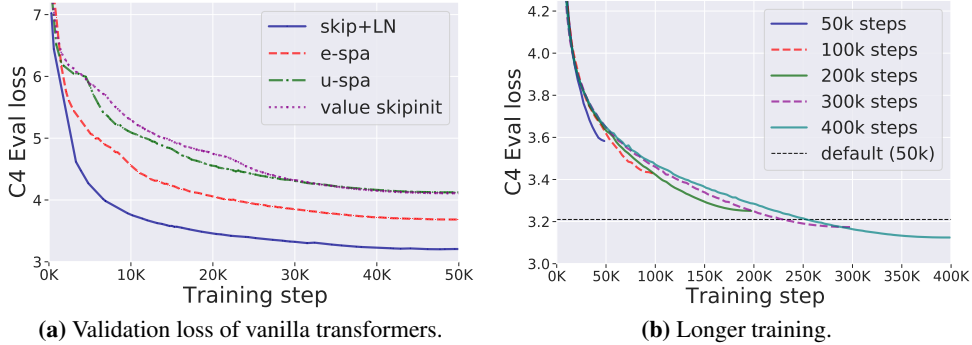 7
6
5
4
3
C4 Eval loss
skip+LN
e-spa
u-spa
value skipinit
0K 10K 20K 30K 40K 50K
Training step
(a) Validation loss of vanilla transformers.
4.2
4.0
3.8
3.6
3.4
3.2
3.0
C4 Eval loss
50k steps
100k steps
200k steps
300k steps
400k steps
default (50k)
0K 50K 100K 150K 200K 250K 300K 350K 400K
Training step
(b) Longer training.